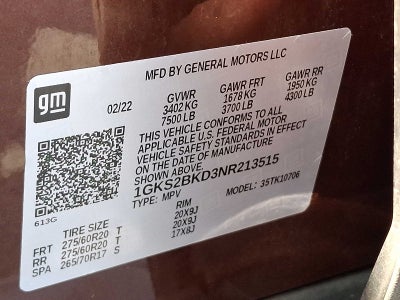 gm
MFD BY GENERAL MOTORS LLC
02/22 GVWR GAWR FRT GAWR RR
3402 KG 1678 KG 1950 KG
7500 LB 3700 LB 4300 LB
THIS VEHICLE CONFORMS TO ALL
APPLICABLE U.S. FEDERAL MOTOR
VEHICLE SAFETY STANDARDS IN EFFECT
ON THE DATE OF MANUFACTURE
1GKS2BKD3NR213515
TYPE: MPV MODEL: 35TK10706
613G
TIRE SIZE RIM
FRT 275/60R20 T 20X9J
RR 275/60R20 T 20X9J
SPA 265/70R17 S 17X8J